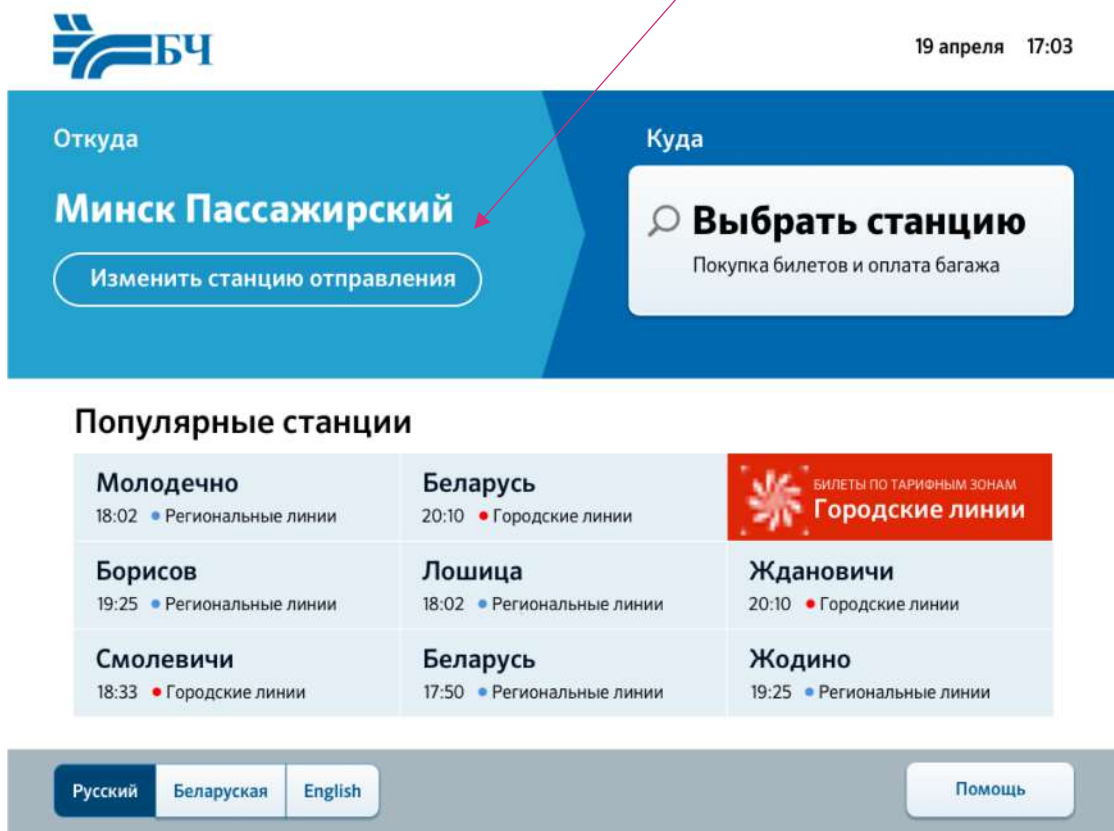 БЧ
19 апреля 17:03
Откуда
Минск Пассажирский
Изменить станцию отправления
Куда
Выбрать станцию
Покупка билетов и оплата багажа
Популярные станции
Молодечно
18:02 Региональные линии
Беларусь
20:10 Городские линии
БИЛЕТЫ ПО ТАРИФНЫМ ЗОНАМ
Городские линии
Борисов
19:25 Региональные линии
Лошица
18:02 Региональные линии
Ждановичи
20:10 Городские линии
Смолевичи
18:33 Городские линии
Беларусь
17:50 Региональные линии
Жодино
19:25 Региональные линии
Русский Беларуская English
Помощь